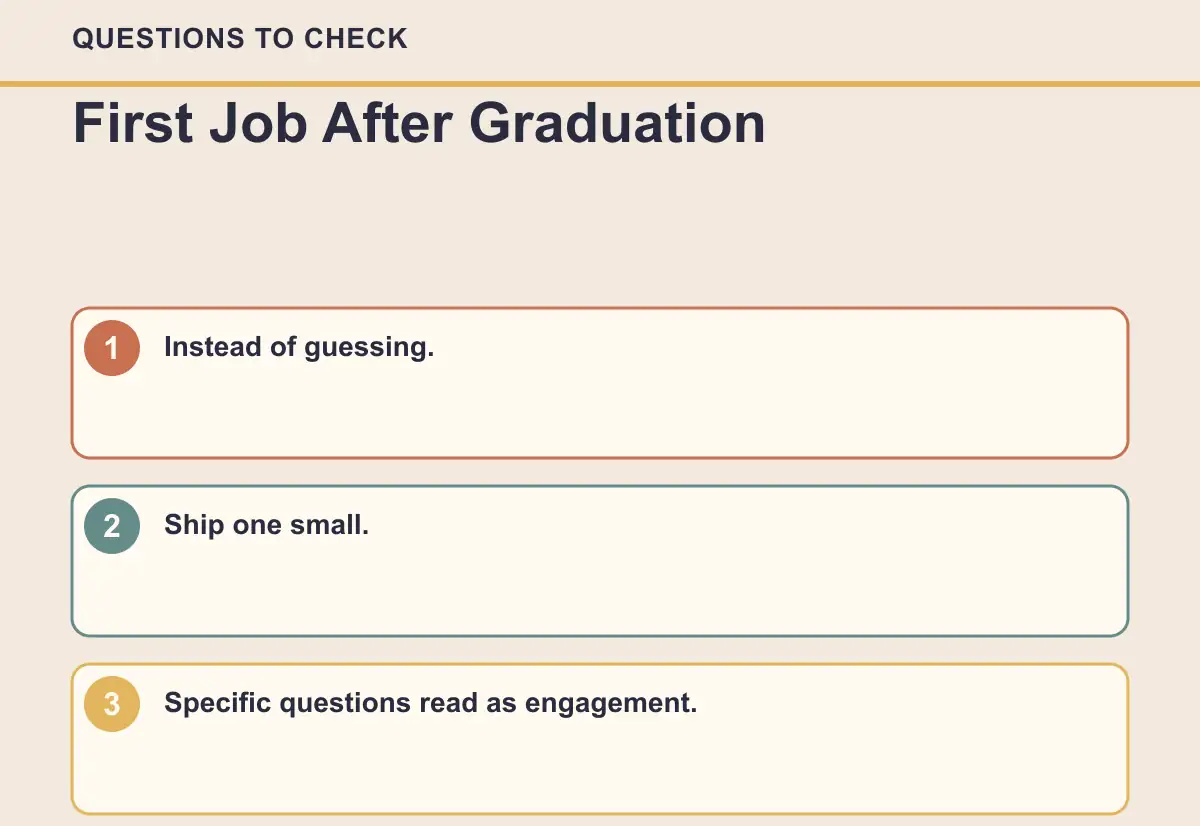 QUESTIONS TO CHECK
First Job After Graduation
1 Instead of guessing.
2 Ship one small.
3 Specific questions read as engagement.